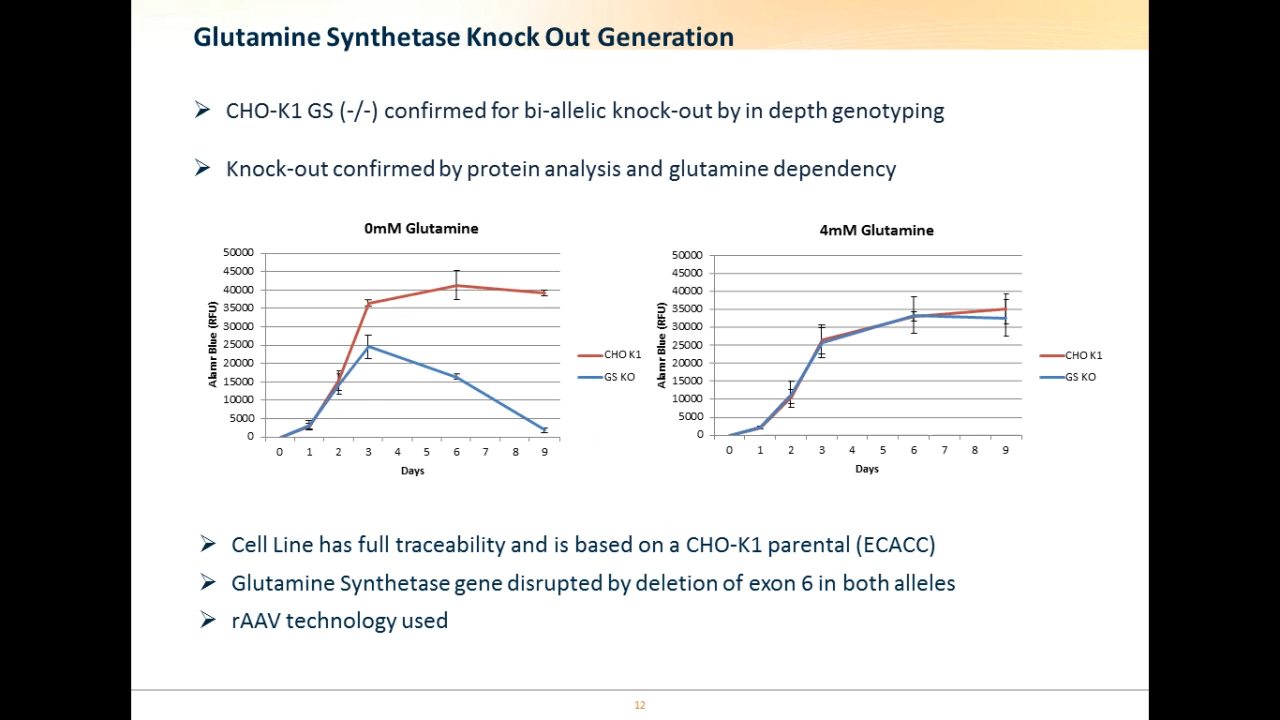 Glutamine Synthetase Knock Out Generation
➢ CHO-K1 GS (-/-) confirmed for bi-allelic knock-out by in depth genotyping
➢ Knock-out confirmed by protein analysis and glutamine dependency
0mM Glutamine
Alamr Blue (RFU)
50000
45000
40000
35000
30000
25000
20000
15000
10000
5000
0
0 1 2 3 4 5 6 7 8 9
Days
CHO K1
GS KO
4mM Glutamine
Alamr Blue (RFU)
50000
45000
40000
35000
30000
25000
20000
15000
10000
5000
0
0 1 2 3 4 5 6 7 8 9
Days
CHO K1
GS KO
➢ Cell Line has full traceability and is based on a CHO-K1 parental (ECACC)
➢ Glutamine Synthetase gene disrupted by deletion of exon 6 in both alleles
➢ rAAV technology used
12